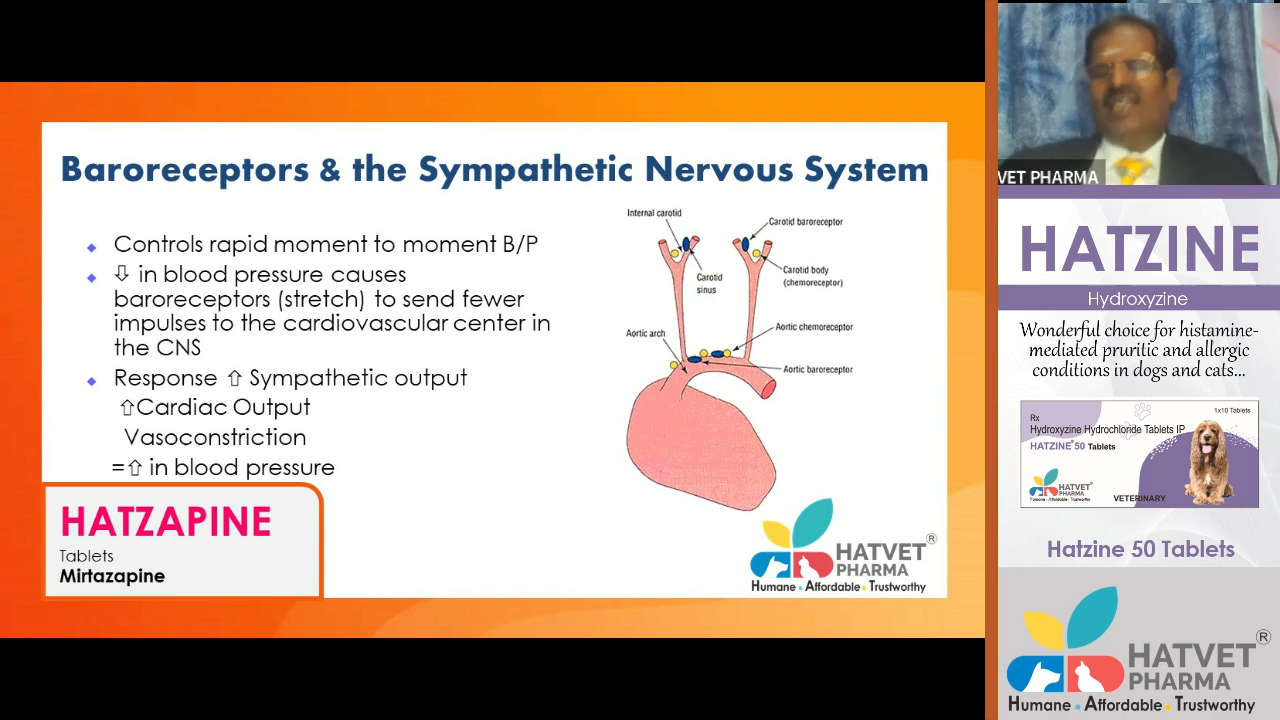 Baroreceptors & the Sympathetic Nervous System
Controls rapid moment to moment B/P
⇩ in blood pressure causes
baroreceptors (stretch) to send fewer
impulses to the cardiovascular center in
the CNS
Response ⇧ Sympathetic output
⇧Cardiac Output
Vasoconstriction
=⇧ in blood pressure
Internal carotid
Carotid baroreceptor
Carotid
sinus
Carotid body
(chemoreceptor)
Aortic arch
Aortic chemoreceptor
Aortic baroreceptor
HATZAPINE
Tablets
Mirtazapine
HATVET®
PHARMA
Humane • Affordable • Trustworthy
VET PHARMA
HATZINE
Hydroxyzine
Wonderful choice for histamine-
mediated pruritic and allergic
conditions in dogs and cats...
Rx
1x10 Tablets
Hydroxyzine Hydrochloride Tablets IP
HATZINE®50 Tablets
HATVET®
PHARMA
VETERINARY
Hatzine 50 Tablets
HATVET®
PHARMA
Humane • Affordable • Trustworthy